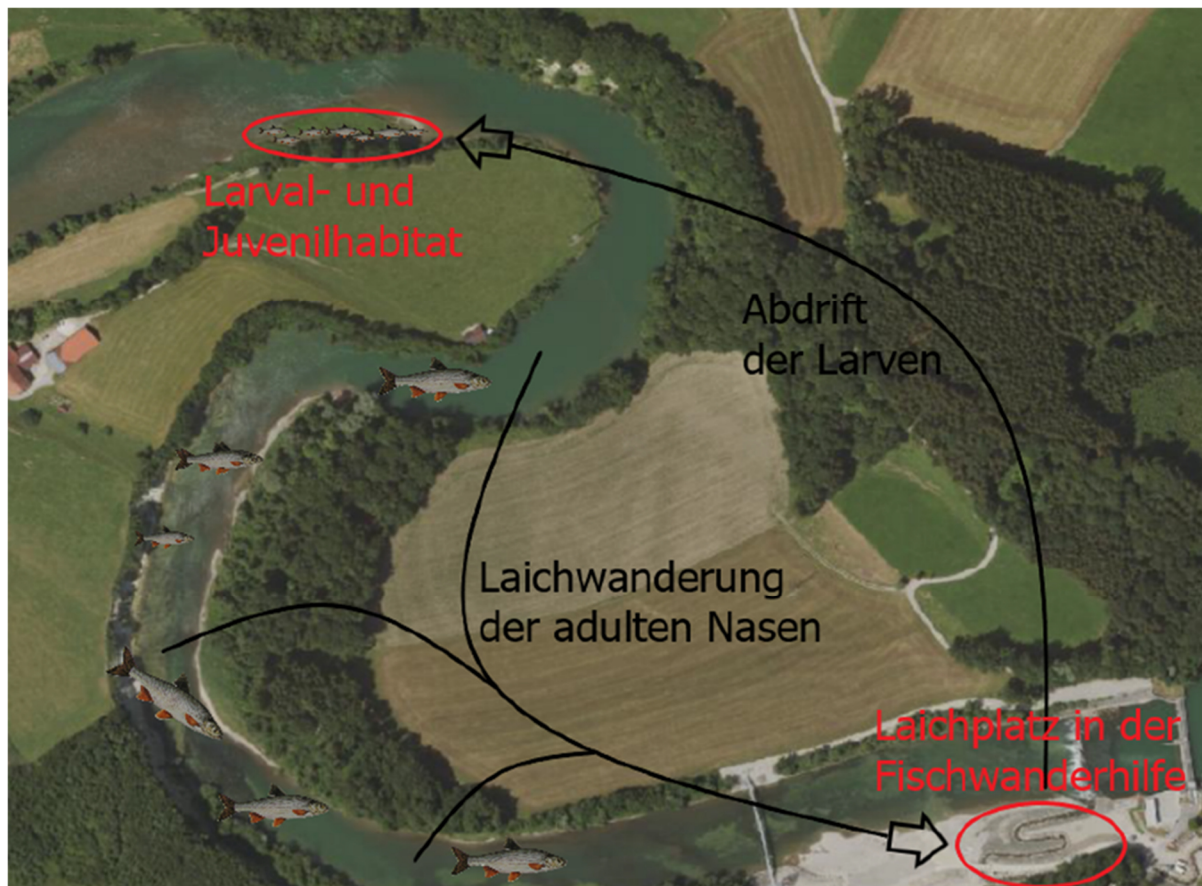 Larval- und
Juvenilhabitat
Abdrift
der Larven
Laichwanderung
der adulten Nasen
Laichplatz in der
Fischwanderhilfe